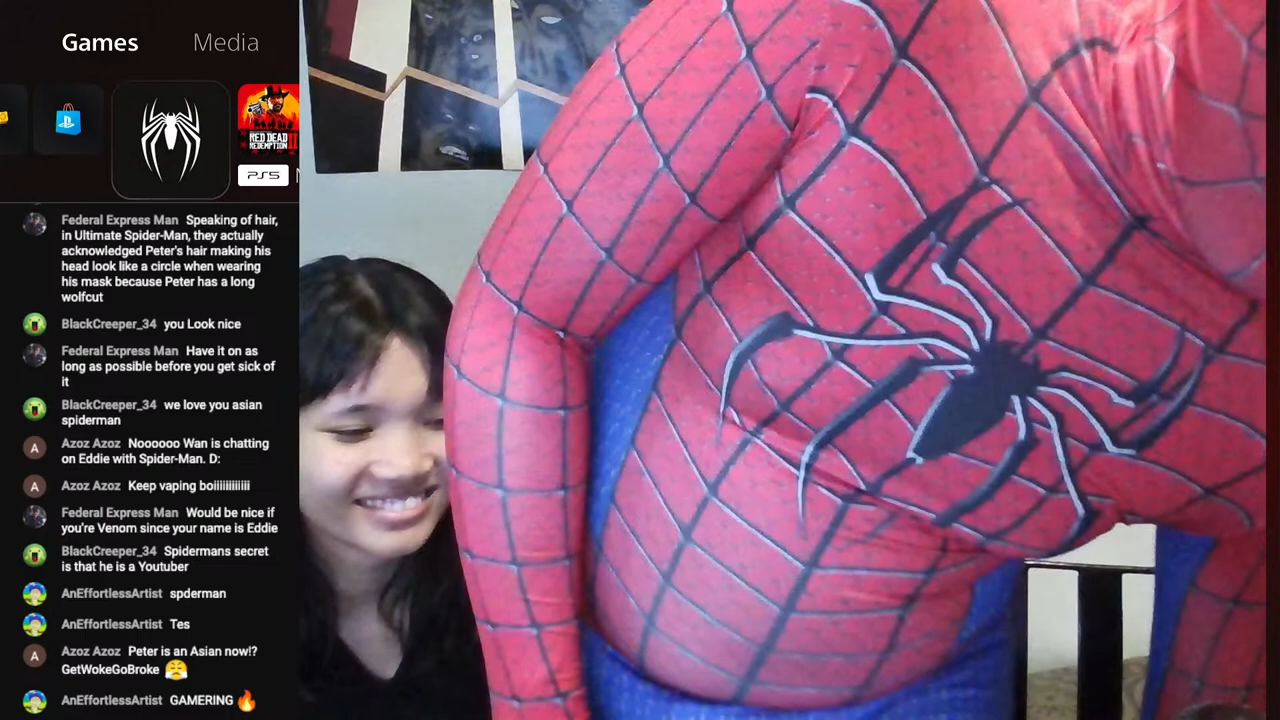 Games
Media
RED DEAD
REDEMPTION II
PS5
Federal Express Man Speaking of hair,
in Ultimate Spider-Man, they actually
acknowledged Peter's hair making his
head look like a circle when wearing
his mask because Peter has a long
wolfcut
BlackCreeper_34 you Look nice
Federal Express Man Have it on as
long as possible before you get sick of
it
BlackCreeper_34 we love you asian
spiderman
Azoz Azoz Noooooo Wan is chatting
on Eddie with Spider-Man. D:
A
Azoz Azoz Keep vaping boiiiiiiiiiiiii
A
Federal Express Man Would be nice if
you're Venom since your name is Eddie
BlackCreeper_34 Spidermans secret
is that he is a Youtuber
AnEffortlessArtist spderman
AnEffortlessArtist Tes
Azoz Azoz Peter is an Asian now!?
GetWokeGoBroke 😤
A
AnEffortlessArtist GAMERING 🔥